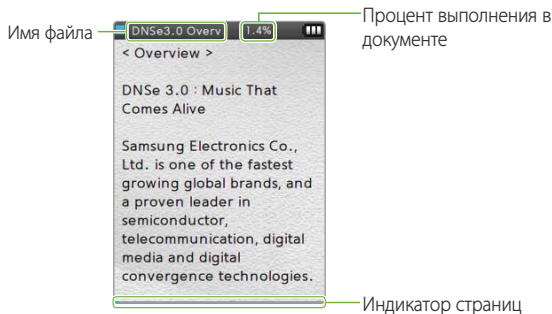 Процент выполнения в
документе
Имя файла
DNSe3.0 Overv 1.4%
< Overview >
DNSe 3.0 : Music That
Comes Alive
Samsung Electronics Co.,
Ltd. is one of the fastest
growing global brands, and
a proven leader in
semiconductor,
telecommunication, digital
media and digital
convergence technologies.
Индикатор страниц